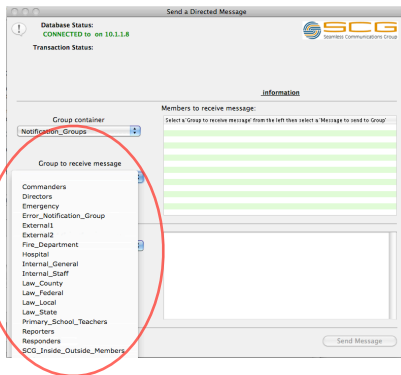 Send a Directed Message
Database Status:
CONNECTED to on 10.1.1.8
Transaction Status:
SCG
Seamless Communications Group
information
Members to receive message:
Group container
Select a 'Group to receive message' from the left then select a 'Message to send to Group'
Notification_Groups
Group to receive message
Commanders
Directors
Emergency
Error_Notification_Group
External1
External2
Fire_Department
Hospital
Internal_General
Internal_Staff
Law_County
Law_Federal
Law_Local
Law_State
Primary_School_Teachers
Reporters
Responders
SCG_Inside_Outside_Members
Send Message